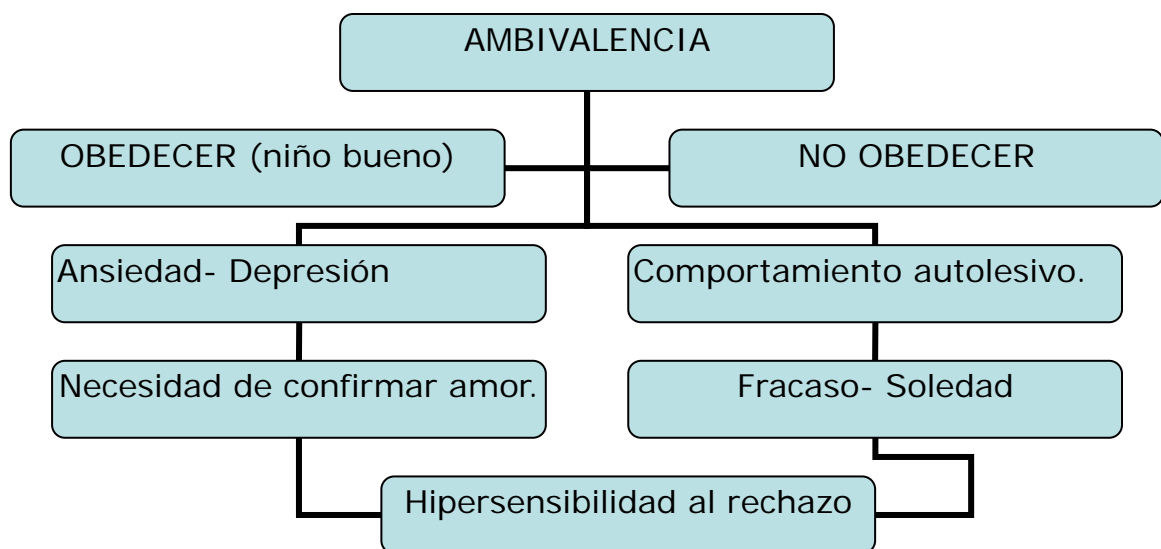 AMBIVALENCIA
OBEDECER (niño bueno)
NO OBEDECER
Ansiedad- Depresión
Comportamiento autolesivo.
Necesidad de confirmar amor.
Fracaso- Soledad
Hipersensibilidad al rechazo